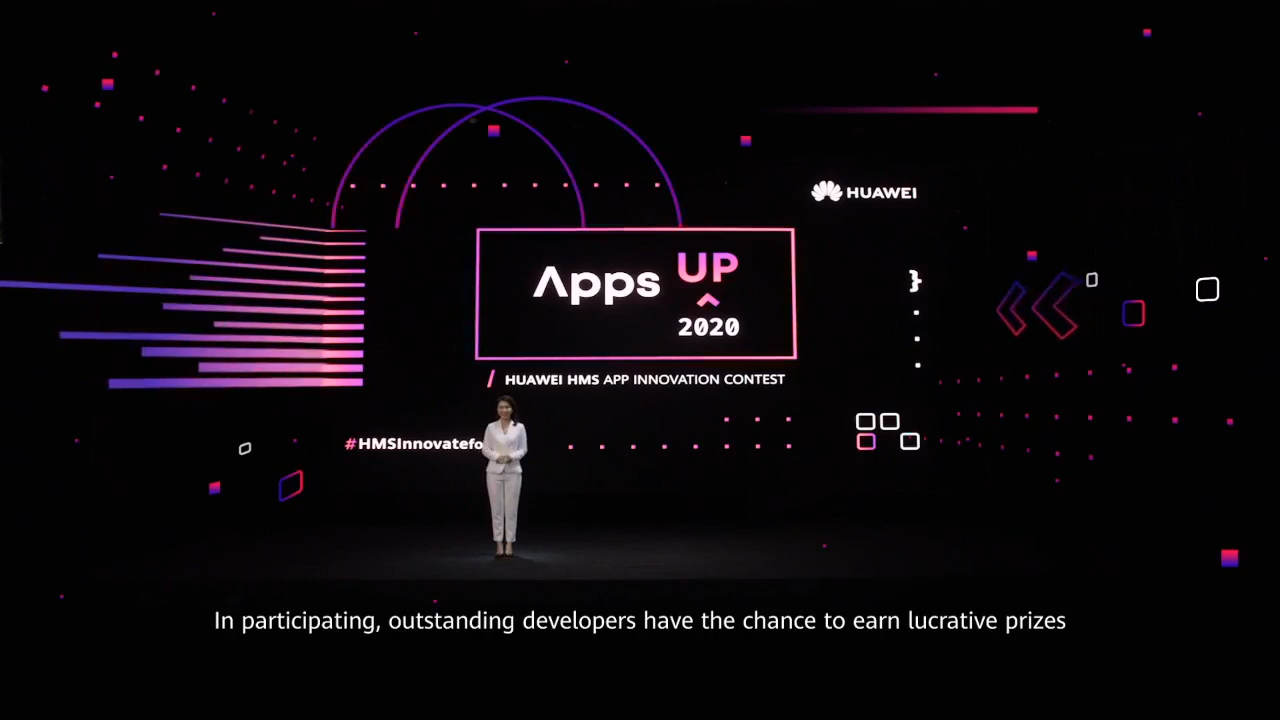 HUAWEI
Apps UP
2020
/ HUAWEI HMS APP INNOVATION CONTEST
#HMSInnovatefo
In participating, outstanding developers have the chance to earn lucrative prizes